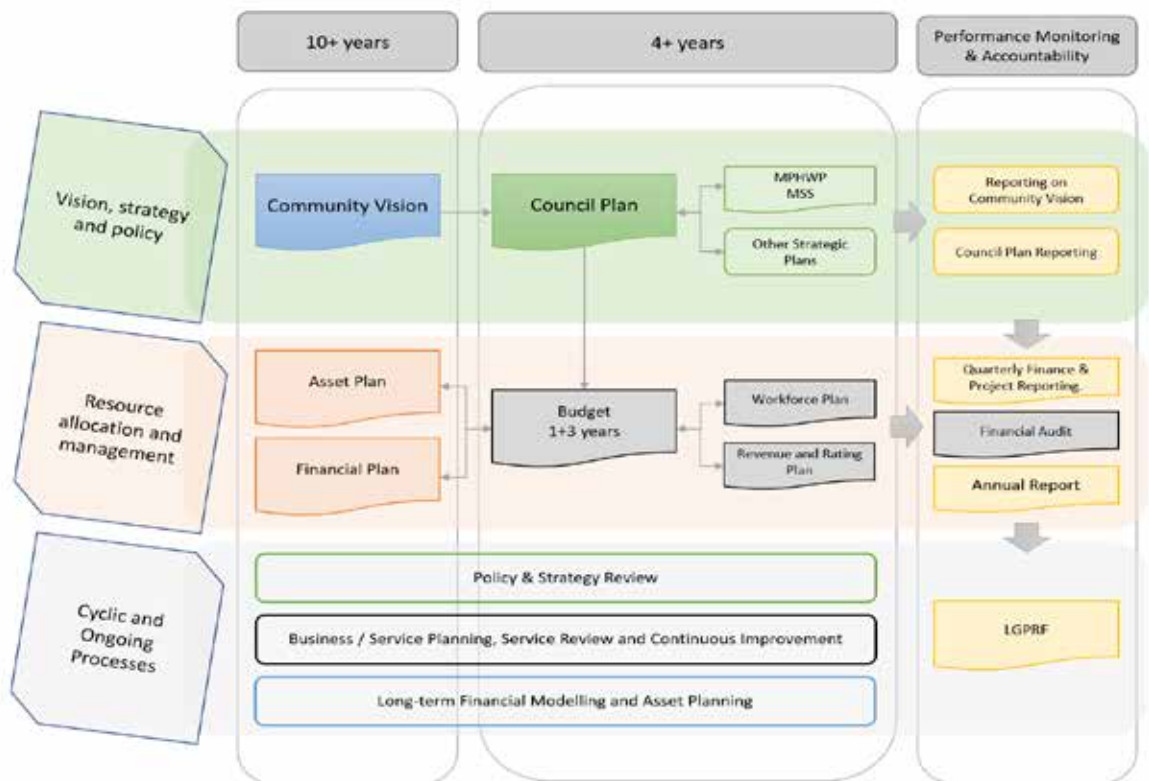 10+ years
4+ years
Performance Monitoring
& Accountability
Vision, strategy
and policy
Community Vision
Council Plan
MPHWP
MSS
Other Strategic
Plans
Reporting on
Community Vision
Council Plan Reporting
Resource
allocation and
management
Asset Plan
Financial Plan
Budget
1+3 years
Workforce Plan
Revenue and Rating
Plan
Quarterly Finance &
Project Reporting.
Financial Audit
Annual Report
Cyclic and
Ongoing
Processes
Policy & Strategy Review
Business / Service Planning, Service Review and Continuous Improvement
Long-term Financial Modelling and Asset Planning
LGPRF